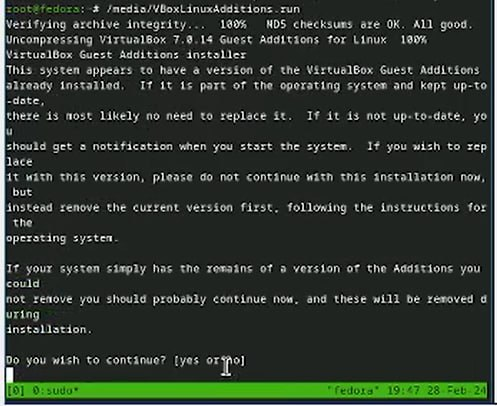 root@fedora:~# /media/VBoxLinuxAdditions.run
Verifying archive integrity...  100%   MD5 checksums are OK. All good.
Uncompressing VirtualBox 7.0.14 Guest Additions for Linux  100%
VirtualBox Guest Additions installer
This system appears to have a version of the VirtualBox Guest Additions
already installed.  If it is part of the operating system and kept up-to
-date,
there is most likely no need to replace it.  If it is not up-to-date, yo
u
should get a notification when you start the system.  If you wish to rep
lace
it with this version, please do not continue with this installation now,
 but
instead remove the current version first, following the instructions for
 the
operating system.

If your system simply has the remains of a version of the Additions you
could
not remove you should probably continue now, and these will be removed d
uring
installation.

Do you wish to continue? [yes or no]
[0] 0:sudo* "fedora" 19:47 28-Feb-24